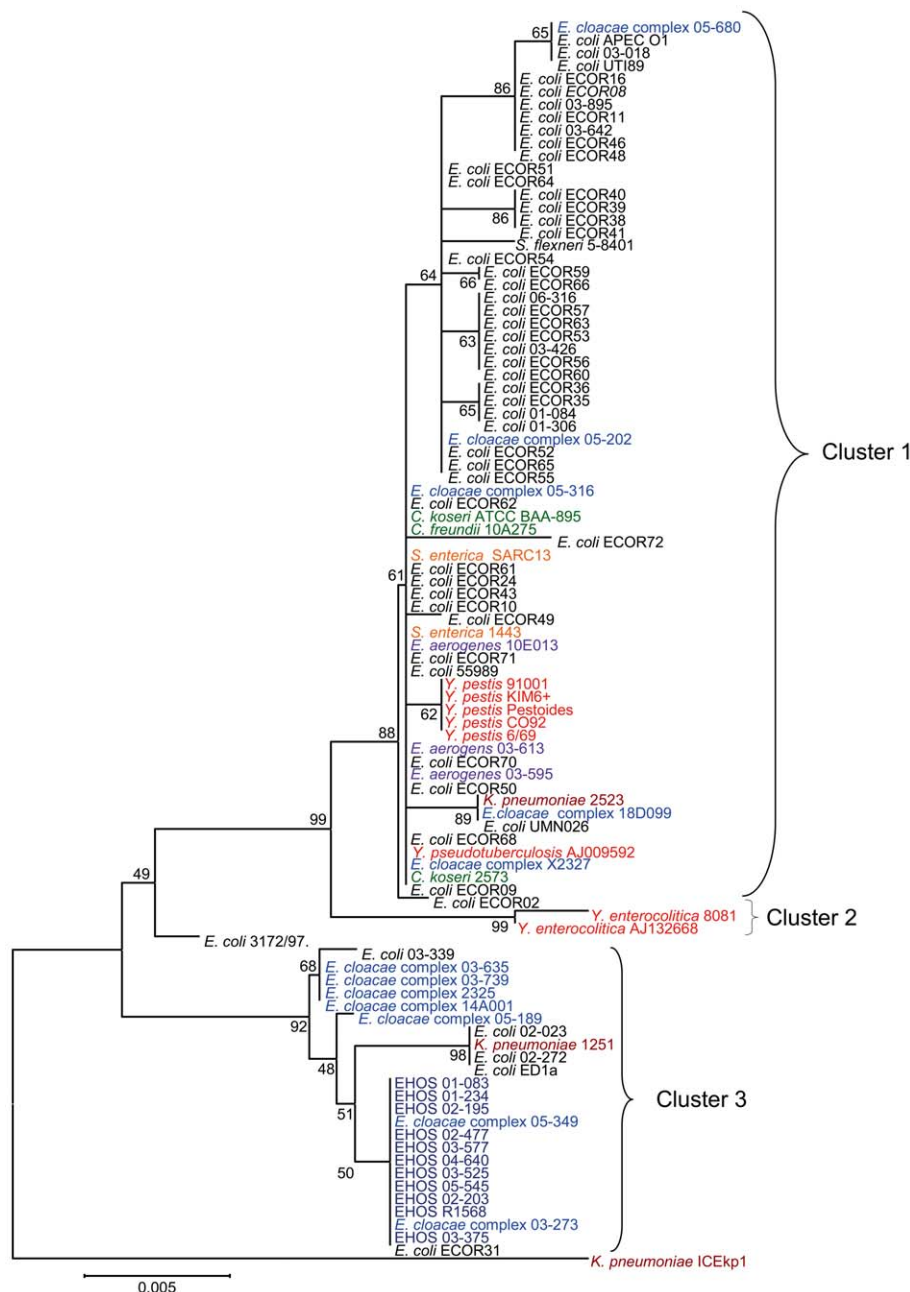 65
E. cloacae complex 05-680
E. coli APEC O1
E. coli 03-018
E. coli UTI89
86
E. coli ECOR16
E. coli ECOR08
E. coli 03-895
E. coli ECOR11
E. coli 03-642
E. coli ECOR46
E. coli ECOR48
E. coli ECOR51
E. coli ECOR64
86
E. coli ECOR40
E. coli ECOR39
E. coli ECOR38
E. coli ECOR41
S. flexneri 5-8401
64
E. coli ECOR54
66
E. coli ECOR59
E. coli ECOR66
63
E. coli 06-316
E. coli ECOR57
E. coli ECOR63
E. coli ECOR53
E. coli 03-426
E. coli ECOR56
E. coli ECOR60
65
E. coli ECOR36
E. coli ECOR35
E. coli 01-084
E. coli 01-306
E. cloacae complex 05-202
E. coli ECOR52
E. coli ECOR65
E. coli ECOR55
Cluster 1
E. cloacae complex 05-316
E. coli ECOR62
C. koseri ATCC BAA-895
C. freundii 10A275
E. coli ECOR72
S. enterica SARC13
61
E. coli ECOR61
E. coli ECOR24
E. coli ECOR43
E. coli ECOR10
E. coli ECOR49
S. enterica 1443
E. aerogenes 10E013
E. coli ECOR71
E. coli 55989
62
Y. pestis 91001
Y. pestis KIM6+
Y. pestis Pestoides
Y. pestis CO92
Y. pestis 6/69
88
E. aerogens 03-613
E. coli ECOR70
E. aerogenes 03-595
E. coli ECOR50
89
K. pneumoniae 2523
E.cloacae complex 18D099
E. coli UMN026
99
E. coli ECOR68
Y. pseudotuberculosis AJ009592
E. cloacae complex X2327
C. koseri 2573
E. coli ECOR09
E. coli ECOR02
49
99
Y. enterocolitica 8081
Y. enterocolitica AJ132668
Cluster 2
E. coli 3172/97.
68
E. coli 03-339
E. cloacae complex 03-635
E. cloacae complex 03-739
E. cloacae complex 2325
E. cloacae complex 14A001
92
E. cloacae complex 05-189
48
98
E. coli 02-023
K. pneumoniae 1251
E. coli 02-272
E. coli ED1a
Cluster 3
51
EHOS 01-083
EHOS 01-234
EHOS 02-195
E. cloacae complex 05-349
EHOS 02-477
EHOS 03-577
EHOS 04-640
50
EHOS 03-525
EHOS 05-545
EHOS 02-203
EHOS R1568
E. cloacae complex 03-273
EHOS 03-375
E. coli ECOR31
K. pneumoniae ICEkp1
0.005